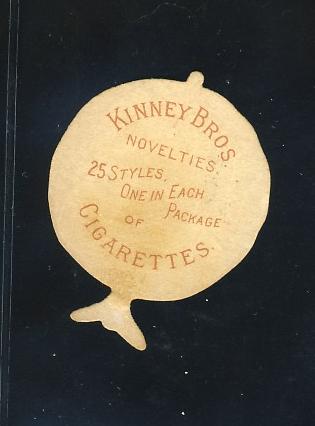 KINNEY BROS.
NOVELTIES.
25 STYLES,
ONE IN EACH
PACKAGE
OF
CIGARETTES.